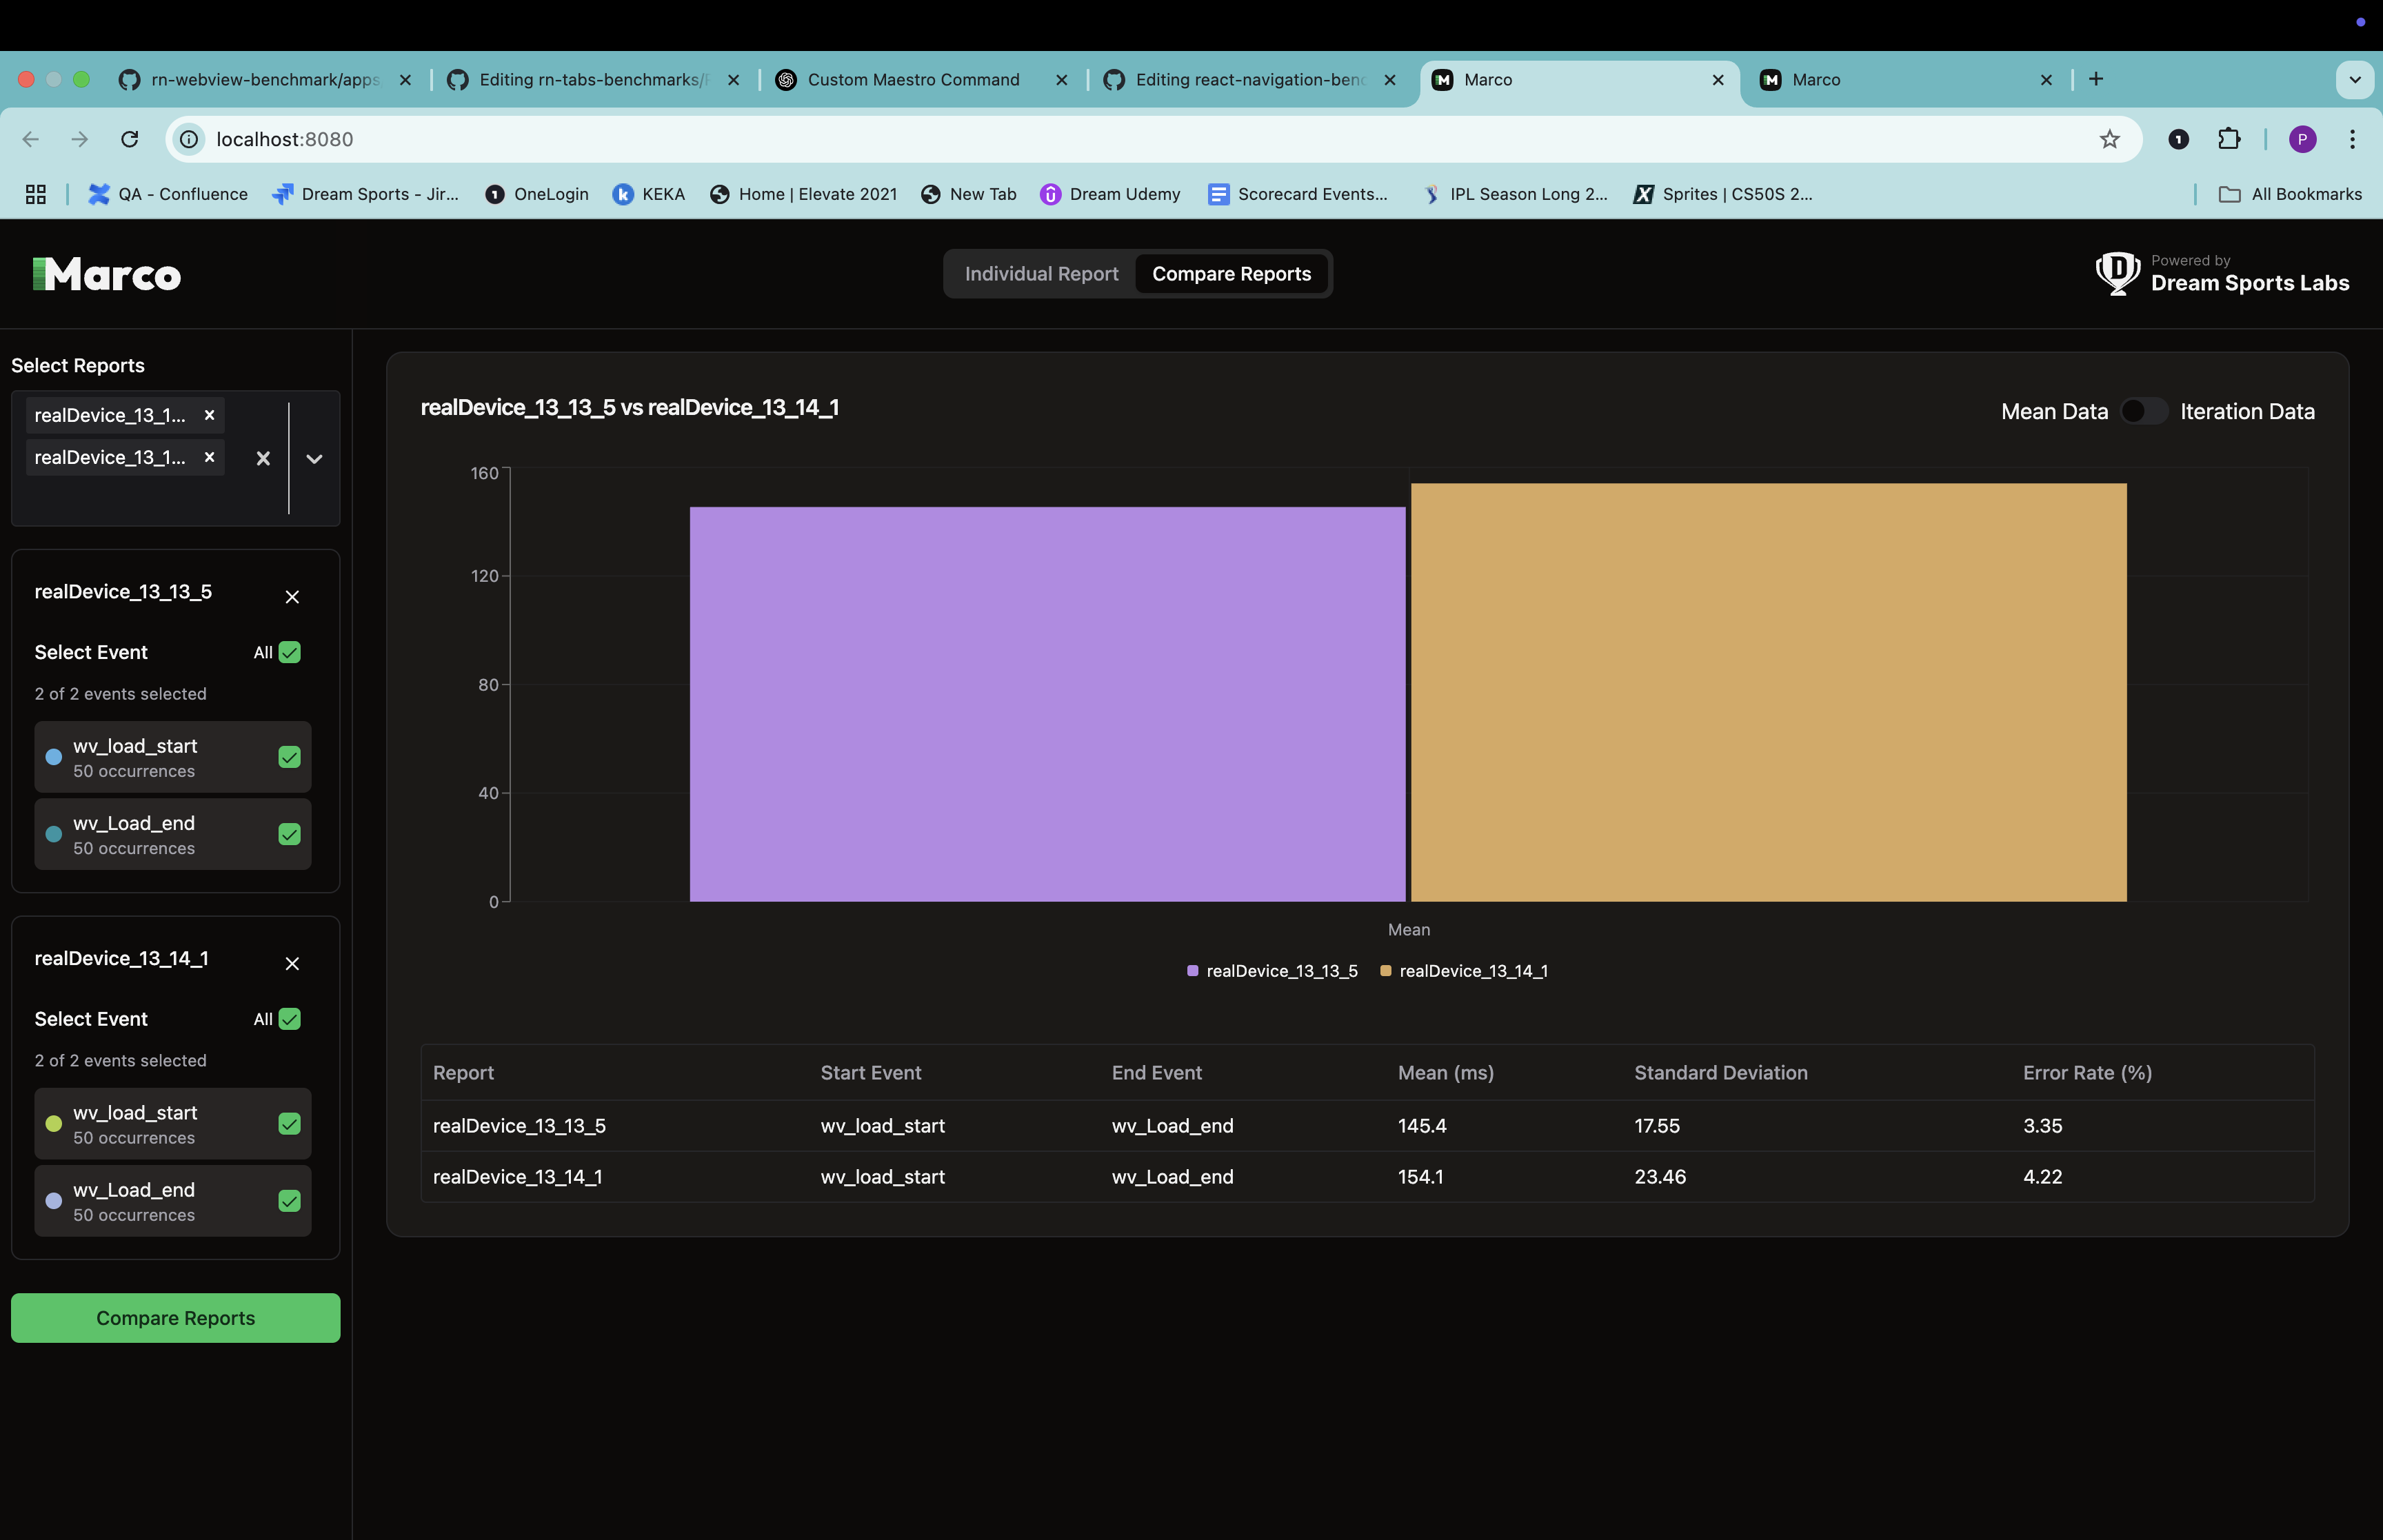 rn-webview-benchmark/apps
Editing rn-tabs-benchmarks/
Custom Maestro Command
Editing react-navigation-ben
Marco
Marco
localhost:8080
P
QA - Confluence
Dream Sports - Jir...
OneLogin
KEKA
Home | Elevate 2021
New Tab
Dream Udemy
Scorecard Events...
IPL Season Long 2...
Sprites | CS50S 2...
All Bookmarks
Marco
Individual Report
Compare Reports
Powered by
Dream Sports Labs
Select Reports
realDevice_13_1...
realDevice_13_1...
realDevice_13_13_5
Select Event
All
2 of 2 events selected
wv_load_start
50 occurrences
wv_Load_end
50 occurrences
realDevice_13_14_1
Select Event
All
2 of 2 events selected
wv_load_start
50 occurrences
wv_Load_end
50 occurrences
Compare Reports
realDevice_13_13_5 vs realDevice_13_14_1
Mean Data
Iteration Data
160
120
80
40
0
Mean
realDevice_13_13_5 realDevice_13_14_1
Report Start Event End Event Mean (ms) Standard Deviation Error Rate (%)
realDevice_13_13_5 wv_load_start wv_Load_end 145.4 17.55 3.35
realDevice_13_14_1 wv_load_start wv_Load_end 154.1 23.46 4.22